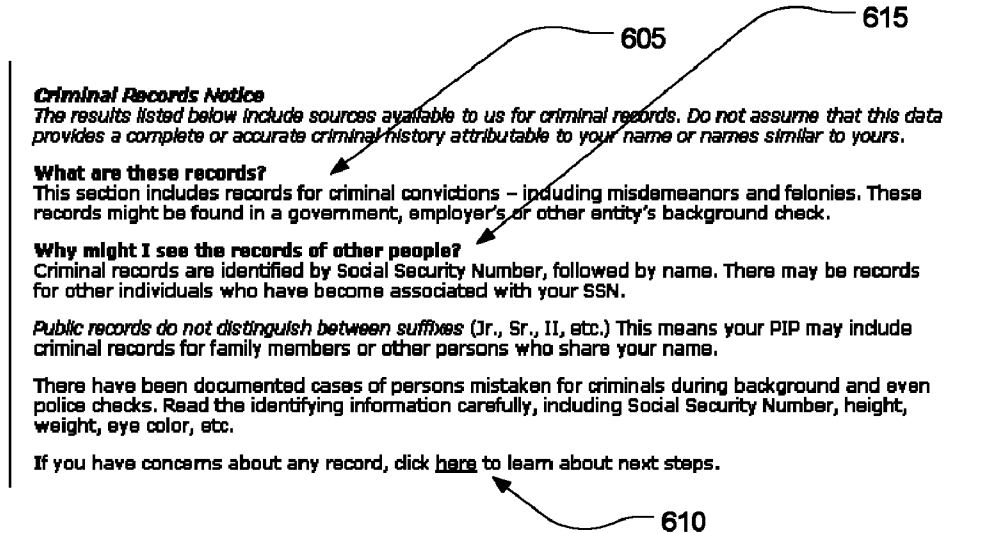 615
605
Criminal Records Notice
The results listed below include sources available to us for criminal records. Do not assume that this data
provides a complete or accurate criminal history attributable to your name or names similar to yours.
What are these records?
This section includes records for criminal convictions – including misdemeanors and felonies. These
records might be found in a government, employer's or other entity's background check.
Why might I see the records of other people?
Criminal records are identified by Social Security Number, followed by name. There may be records
for other individuals who have become associated with your SSN.
Public records do not distinguish between suffixes (Jr., Sr., II, etc.) This means your PIP may include
criminal records for family members or other persons who share your name.
There have been documented cases of persons mistaken for criminals during background and even
police checks. Read the identifying information carefully, including Social Security Number, height,
weight, eye color, etc.
If you have concerns about any record, click here to learn about next steps.
610